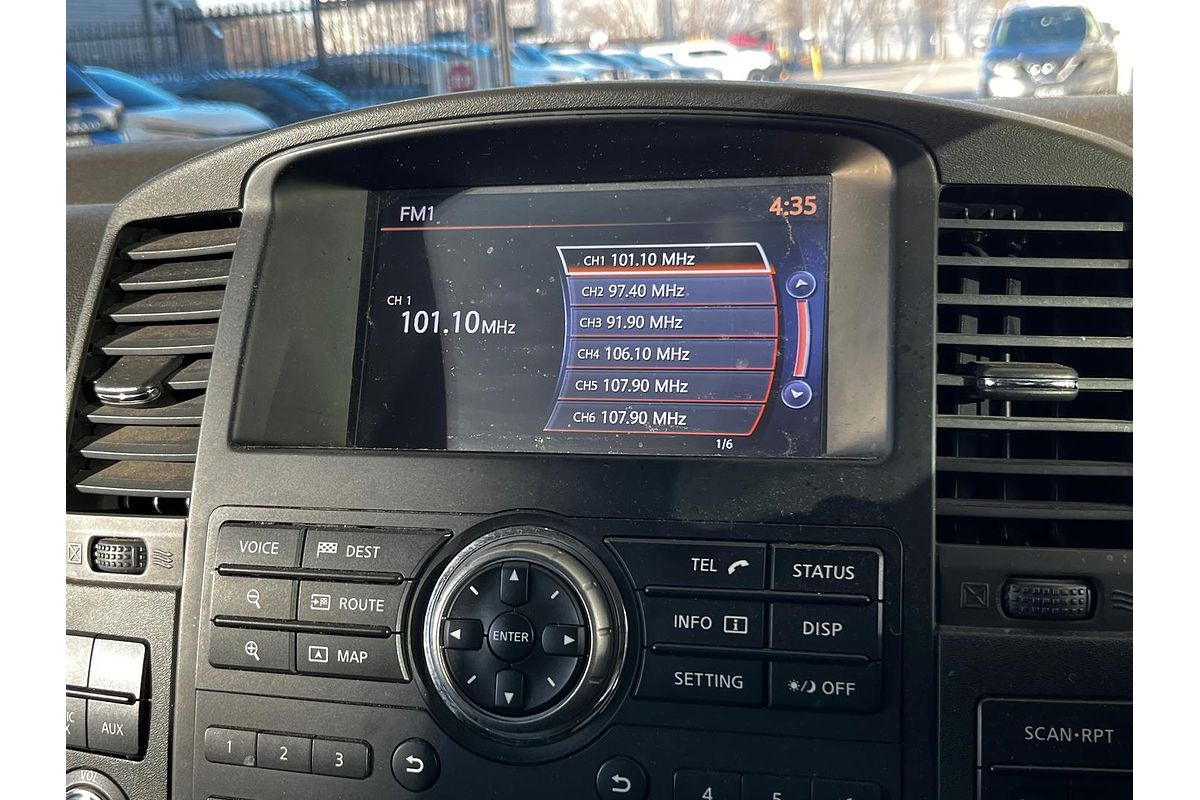 FM1
4:35
CH 1
101.10MHz
CH1 101.10 MHz
CH2 97.40 MHz
CH3 91.90 MHz
CH4 106.10 MHz
CH5 107.90 MHz
CH6 107.90 MHz
1/6
VOICE
DEST
ROUTE
MAP
ENTER
TEL
STATUS
INFO
DISP
SETTING
OFF
AUX
VOL
1
2
3
4
5
SCAN·RPT